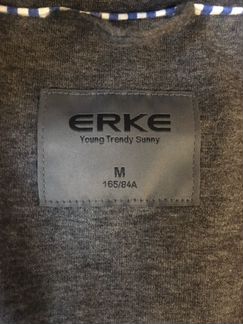 ERKE
Young Trendy Sunny
M
165/84A